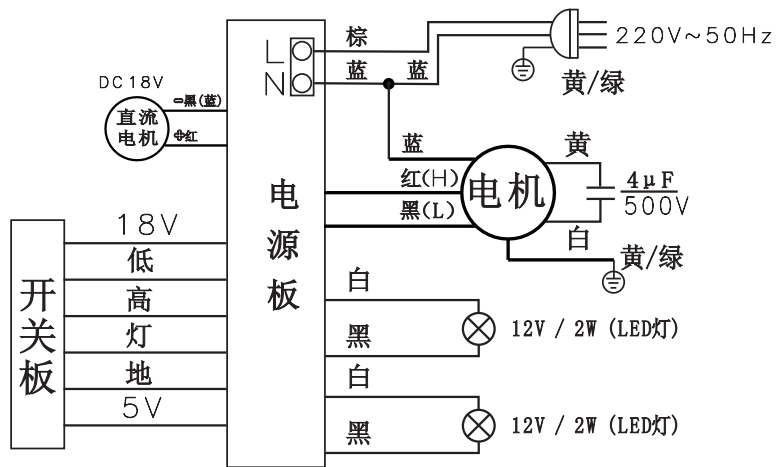 L
N
棕
蓝
蓝
220V~50Hz
黄/绿
DC18V
直流
电机
-黑(蓝)
+红
蓝
红(H)
黑(L)
电机
黄
4μF
500V
白
黄/绿
电源板
开关板
18V
低
高
灯
地
5V
白
黑
12V / 2W (LED灯)
白
黑
12V / 2W (LED灯)